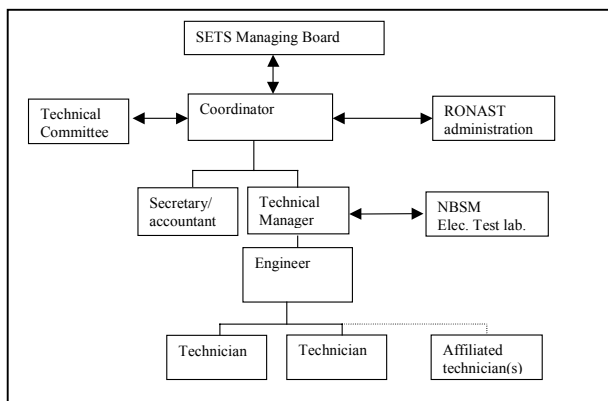 SETS Managing Board
Technical
Committee
Coordinator
RONAST
administration
Secretary/
accountant
Technical
Manager
NBSM
Elec. Test lab.
Engineer
Technician
Technician
Affiliated
technician(s)